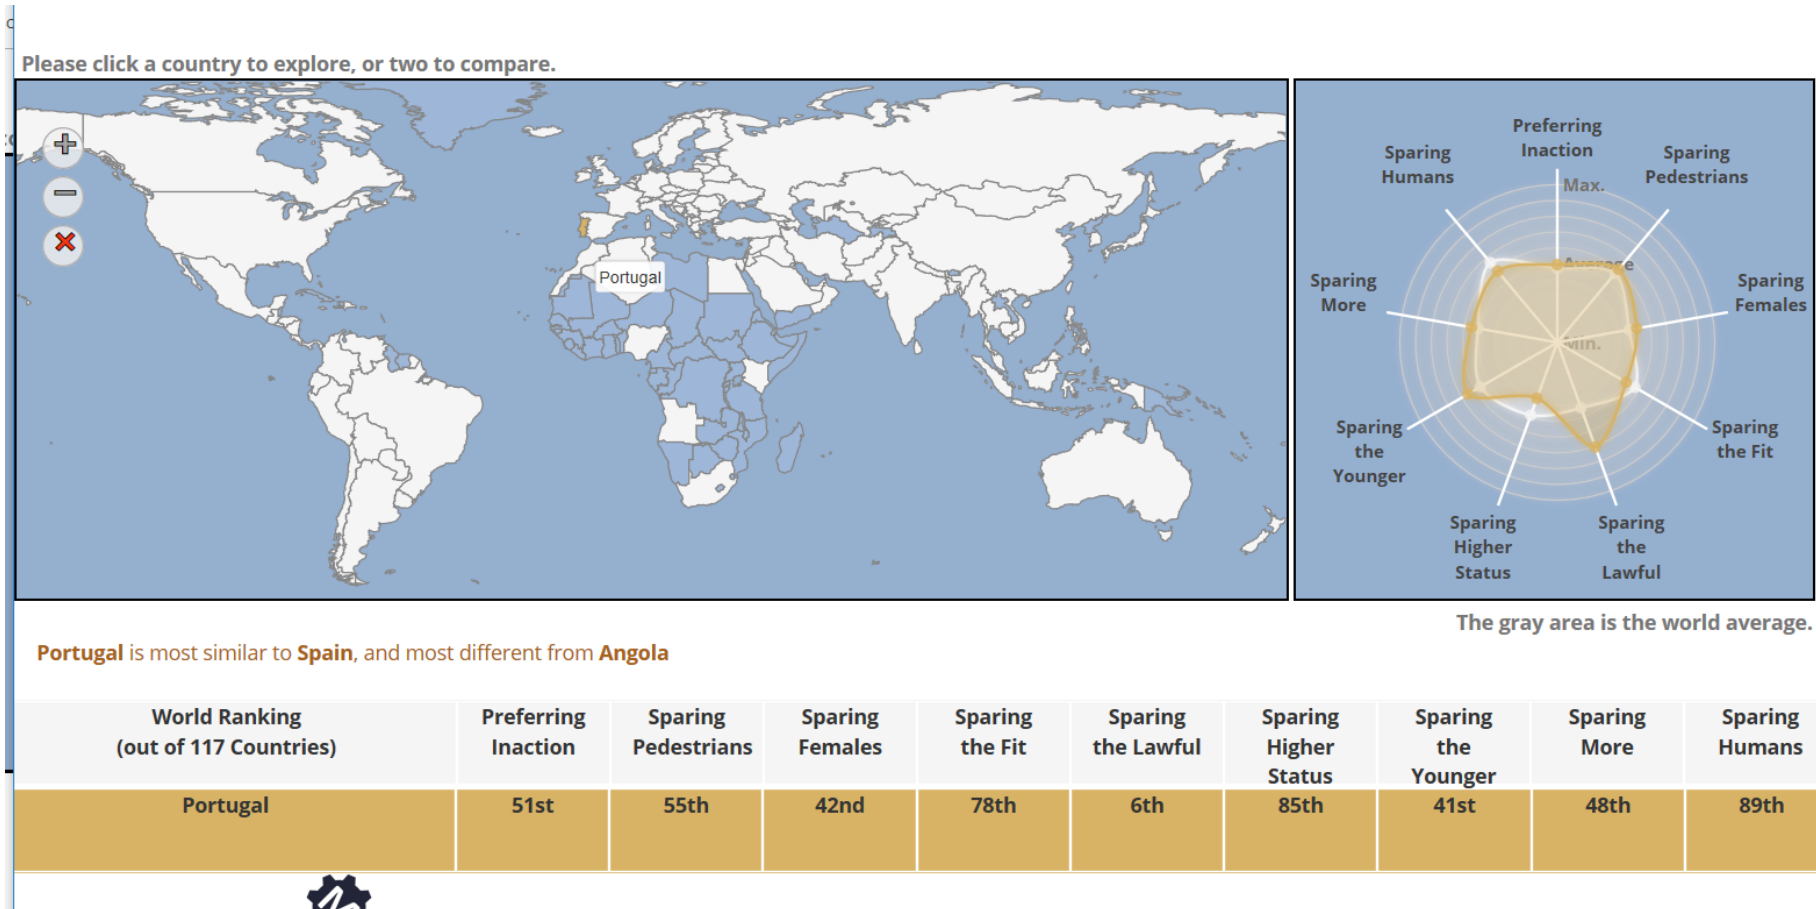 Please click a country to explore, or two to compare.
Portugal
Preferring
Inaction
Sparing
Pedestrians
Sparing
Females
Sparing
the Fit
Sparing
the
Lawful
Sparing
Higher
Status
Sparing
the
Younger
Sparing
More
Sparing
Humans
Max.
Average
Min.
The gray area is the world average.
Portugal is most similar to Spain, and most different from Angola
World Ranking
(out of 117 Countries)
Preferring
Inaction
Sparing
Pedestrians
Sparing
Females
Sparing
the Fit
Sparing
the Lawful
Sparing
Higher
Status
Sparing
the
Younger
Sparing
More
Sparing
Humans
Portugal 51st 55th 42nd 78th 6th 85th 41st 48th 89th